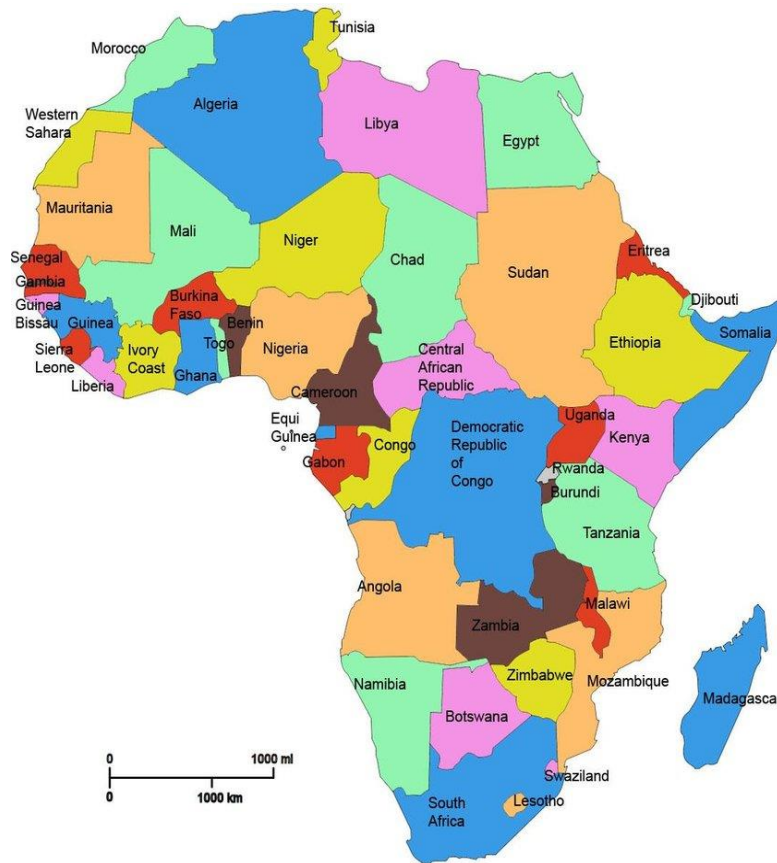 Tunisia
Morocco
Algeria
Western
Sahara
Libya
Egypt
Mauritania
Mali
Niger
Chad
Sudan
Eritrea
Senegal
Gambia
Guinea
Bissau
Guinea
Burkina
Faso
Benin
Djibouti
Somalia
Sierra
Leone
Ivory
Coast
Togo
Nigeria
Central
African
Republic
Ethiopia
Liberia
Ghana
Cameroon
Equi
Guinea
Gabon
Congo
Democratic
Republic
of
Congo
Uganda
Kenya
Rwanda
Burundi
Tanzania
Angola
Zambia
Malawi
Namibia
Zimbabwe
Mozambique
Madagasca
Botswana
Swaziland
South
Africa
Lesotho
0 1000 ml
0 1000 km